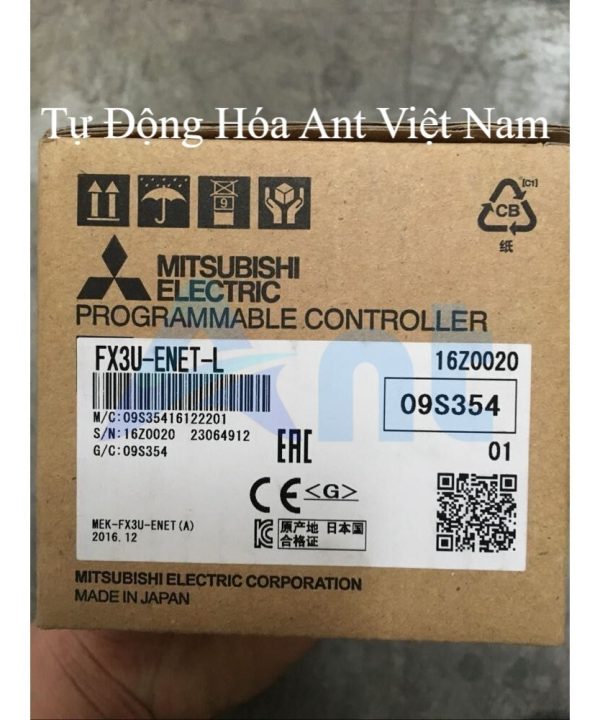 Tự Động Hóa Ant Việt Nam
9
[C1]
CB
纸
MITSUBISHI
ELECTRIC
PROGRAMMABLE CONTROLLER
Ant
FX3U-ENET-L
16Z0020
M/C:09S35416122201
09S354
S/N:16Z0020 23064912
G/C:09S354
EAC
01
CE <G>
MEK-FX3U-ENET(A)
2016.12
原产地 日本国
合格证
MITSUBISHI ELECTRIC CORPORATION
MADE IN JAPAN